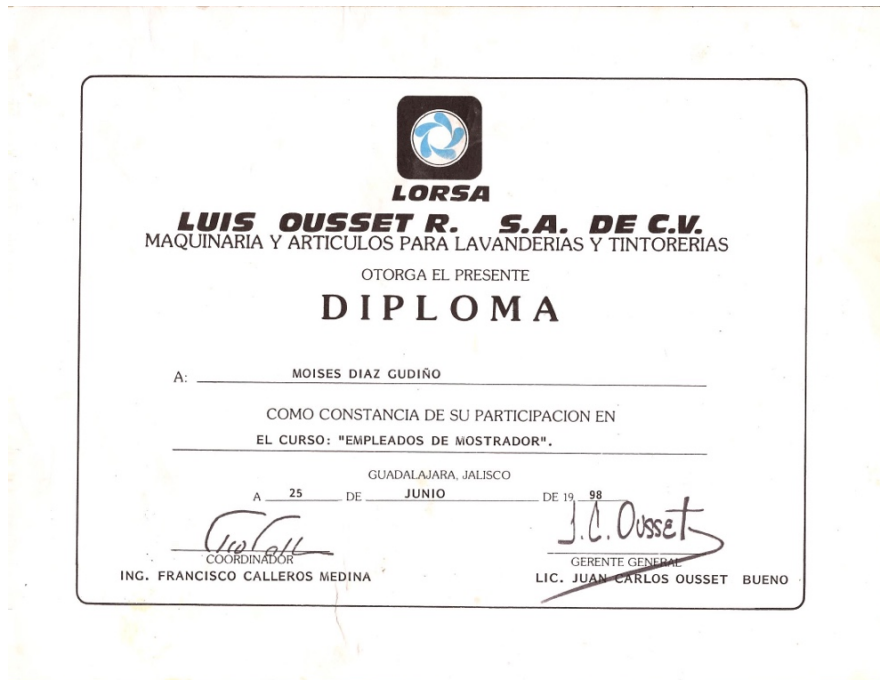 LORSA
LUIS OUSSET R. S.A. DE C.V.
MAQUINARIA Y ARTICULOS PARA LAVANDERIAS Y TINTORERIAS
OTORGA EL PRESENTE
DIPLOMA
A: MOISES DIAZ GUDIÑO
COMO CONSTANCIA DE SU PARTICIPACION EN
EL CURSO: "EMPLEADOS DE MOSTRADOR".
GUADALAJARA, JALISCO
A 25 DE JUNIO DE 19 98
J.C. Ousset
COORDINADOR GERENTE GENERAL
ING. FRANCISCO CALLEROS MEDINA LIC. JUAN CARLOS OUSSET BUENO